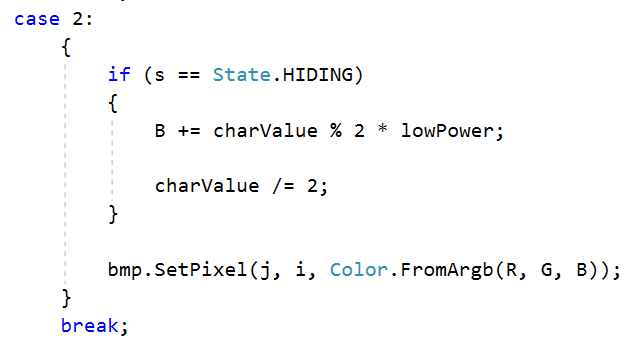 case 2:
{
if (s == State.HIDING)
{
B += charValue % 2 * lowPower;
charValue /= 2;
}
bmp.SetPixel(j, i, Color.FromArgb(R, G, B));
}
break;